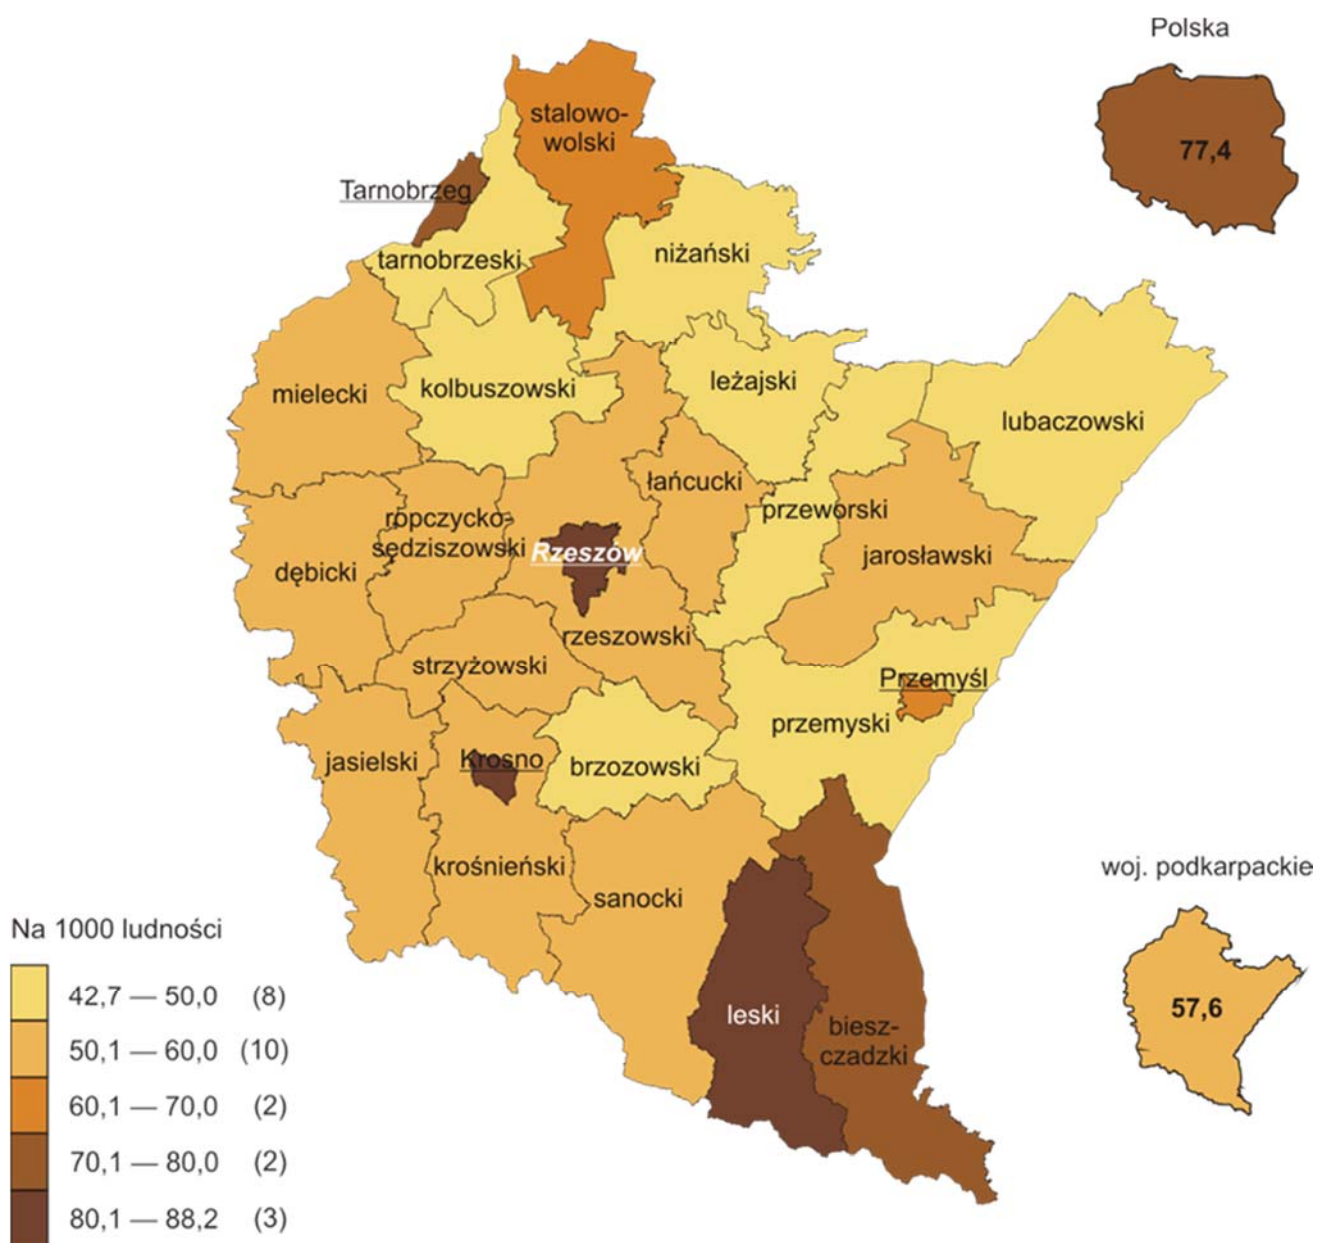 Polska
77,4
stalowo-
wolski
Tarnobrzeg
tarnobrzeski
niżański
mielecki
kolbuszowski
leżajski
lubaczowski
łańcucki
przeworski
ropczycko-
sędziszowski
Rzeszów
jarosławski
dębicki
rzeszowski
strzyżowski
Przemyśl
przemyski
jasielski
Krosno
brzozowski
krośnieński
sanocki
leski
biesz-
czadzki
woj. podkarpackie
57,6
Na 1000 ludności
42,7 — 50,0 (8)
50,1 — 60,0 (10)
60,1 — 70,0 (2)
70,1 — 80,0 (2)
80,1 — 88,2 (3)